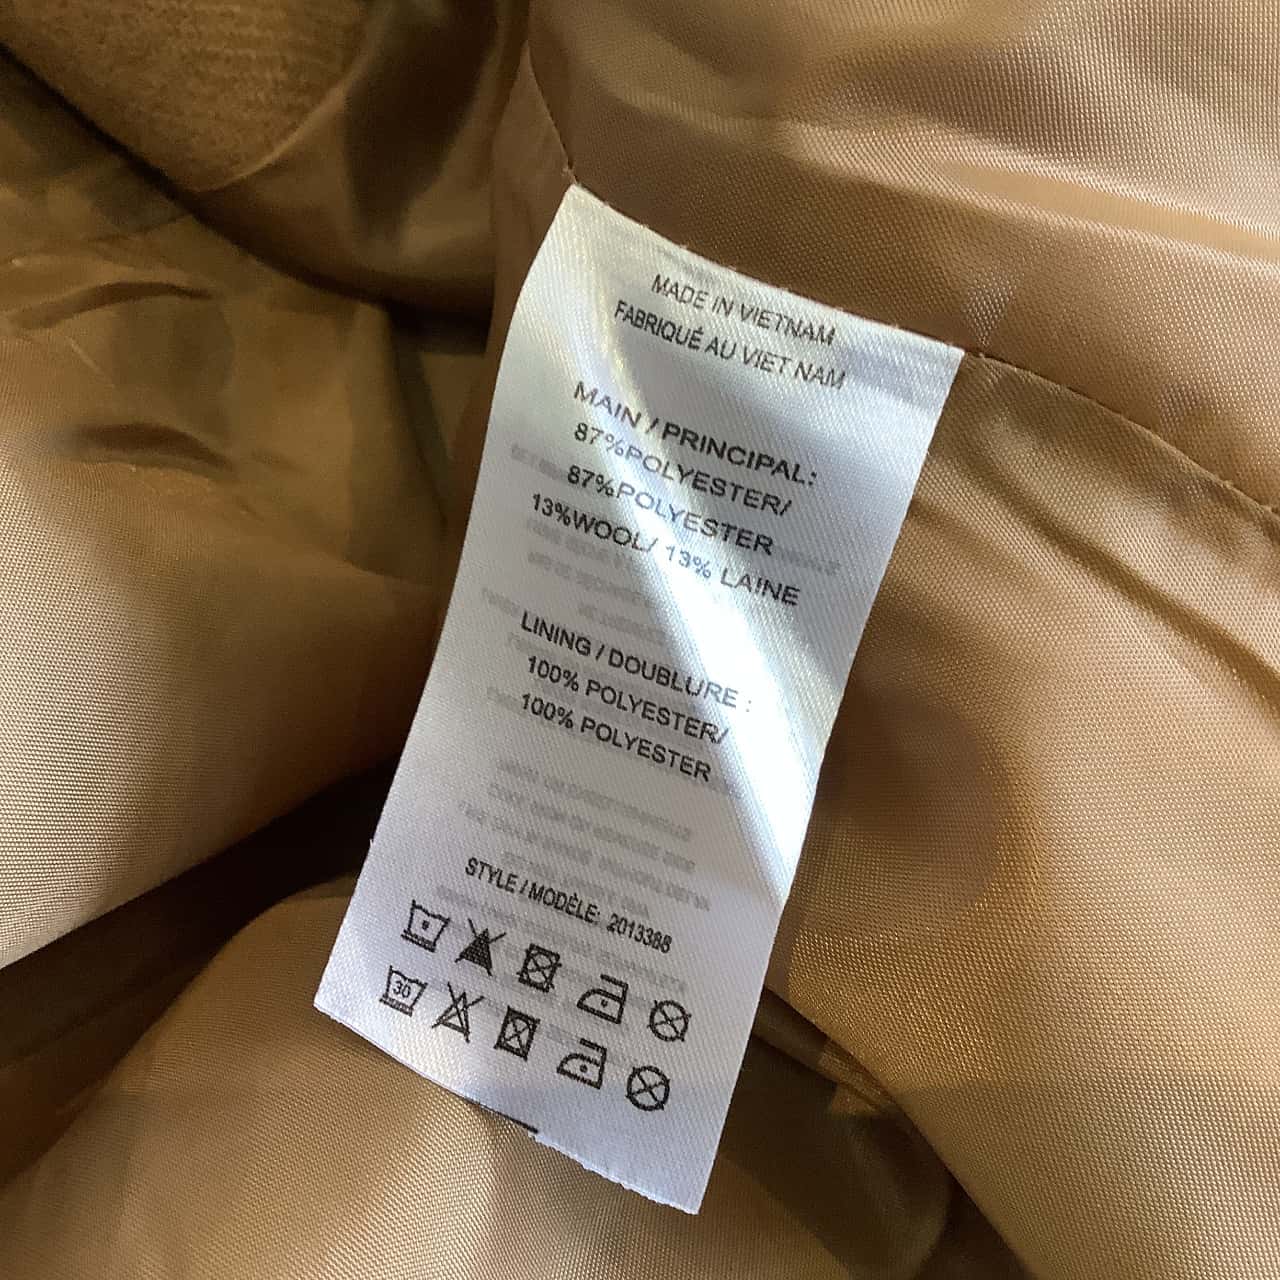 MADE IN VIETNAM
FABRIQUÉ AU VIET NAM
MAIN / PRINCIPAL:
87%POLYESTER/
87%POLYESTER
13%WOOL/ 13% LAINE
LINING / DOUBLURE :
100% POLYESTER/
100% POLYESTER
STYLE / MODÈLE: 2013388
30